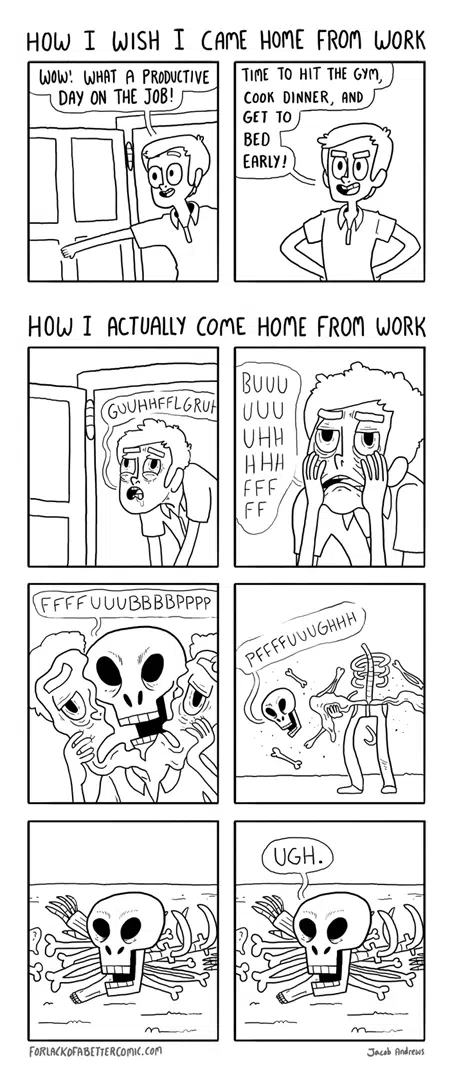 HOW I WISH I CAME HOME FROM WORK
WOW! WHAT A PRODUCTIVE
DAY ON THE JOB!
TIME TO HIT THE GYM,
COOK DINNER, AND
GET TO
BED
EARLY!
HOW I ACTUALLY COME HOME FROM WORK
GUUHHFFLGRUH
BUUU
UUU
UHH
HHH
FFF
FF
FFFFUUUBBBBPPPP
PFFFFUUUGHHH
?
UGH.
?
FORLACKOFABETTERCOMIC.COM
Jacob Andrews